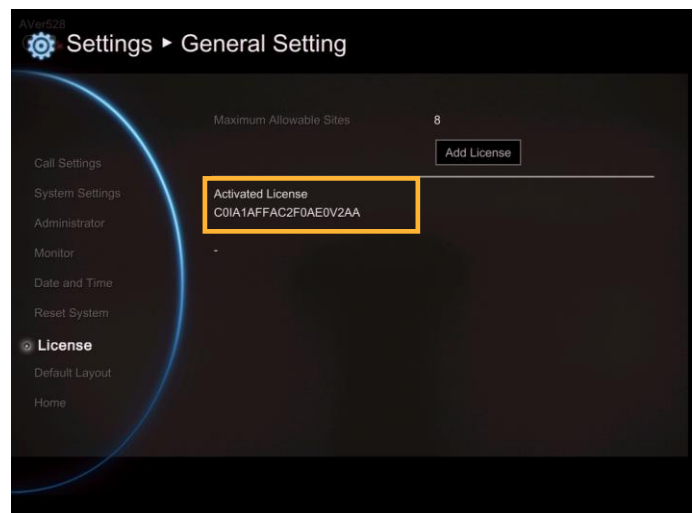 AVer528
Settings ► General Setting
Maximum Allowable Sites 8
Add License
Call Settings
System Settings
Administrator
Monitor
Date and Time
Reset System
License
Default Layout
Home
Activated License
C0IA1AFFAC2F0AE0V2AA
-